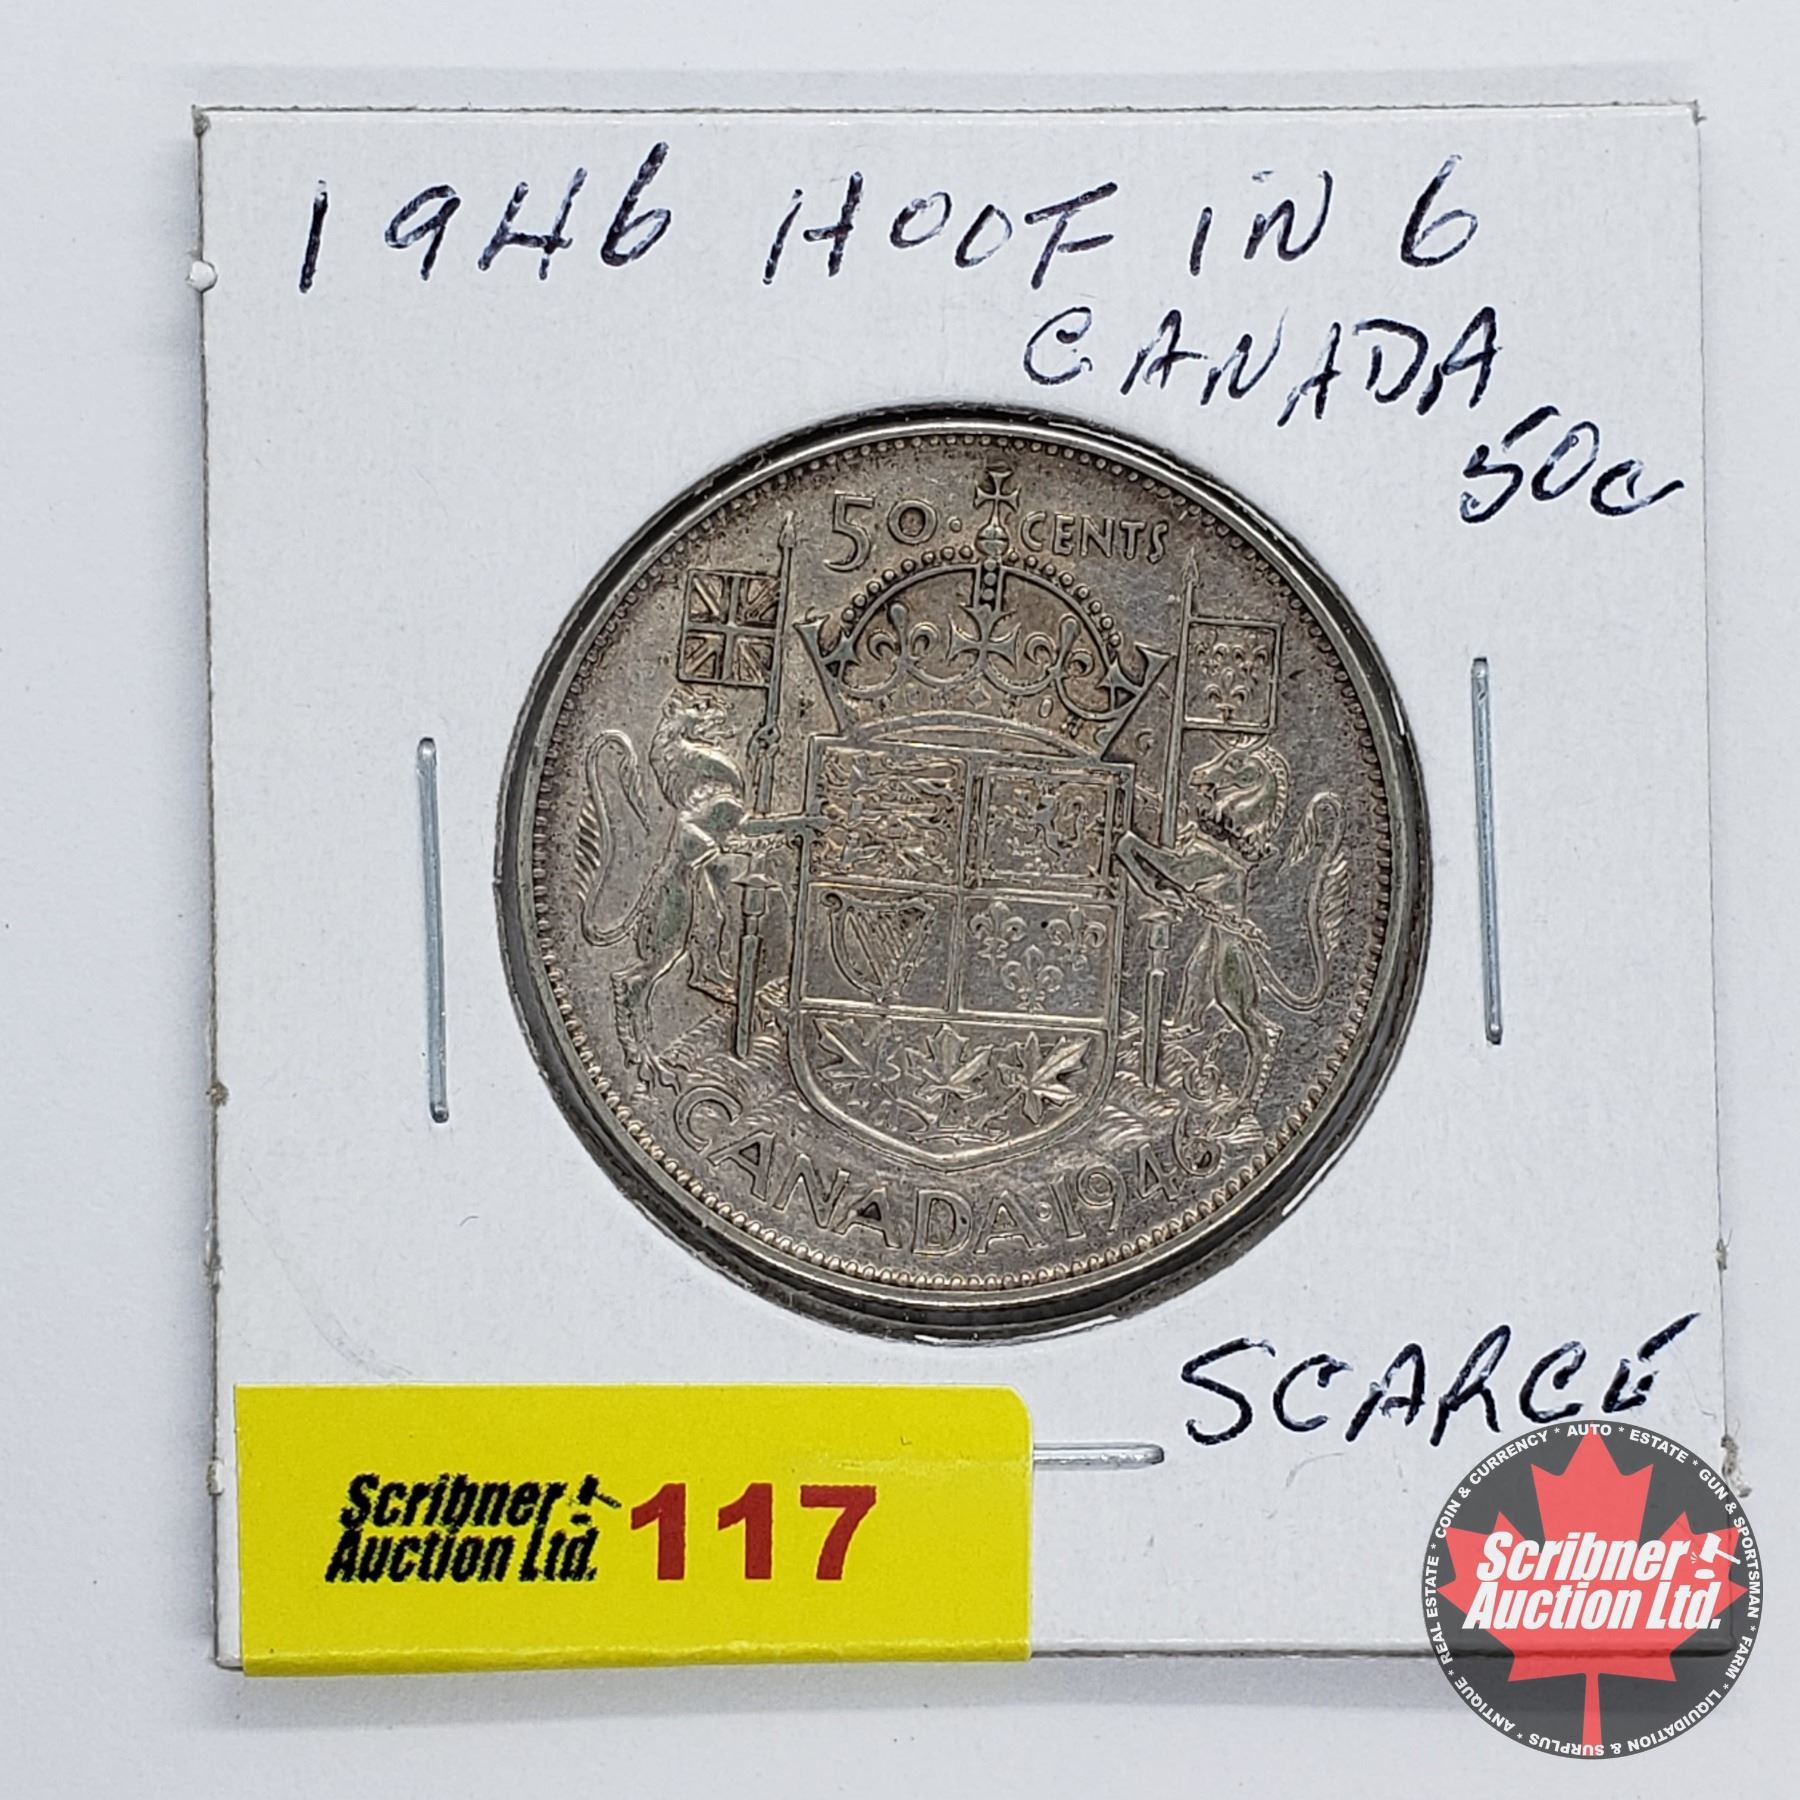 1946 HOOF IN 6
CANADA
50c
50 · CENTS
CANADA · 1946
SCARCE
Scribner
Auction Ltd.
117
COIN & CURRENCY * AUTO * ESTATE * GUN & SPORTSMAN * FARM * LIQUIDATION & SURPLUS * ANTIQUE * REAL ESTATE *
Scribner
Auction Ltd.